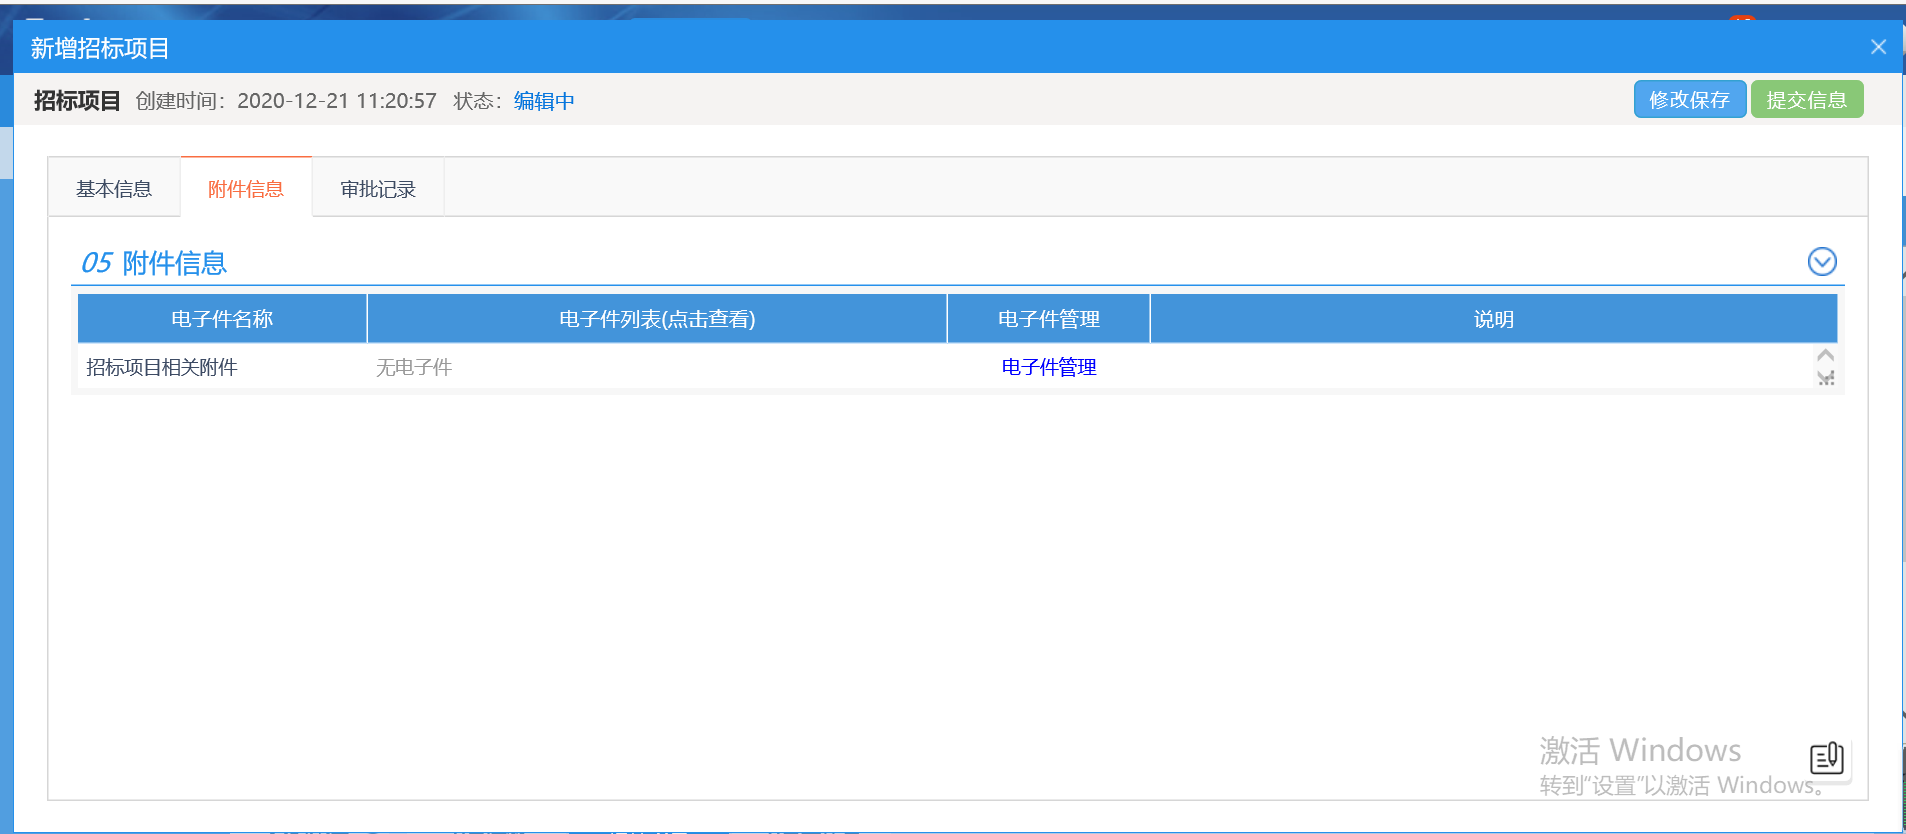 新增招标项目
招标项目 创建时间：2020-12-21 11:20:57 状态：编辑中 修改保存 提交信息
基本信息 附件信息 审批记录
05 附件信息
电子件名称 电子件列表(点击查看) 电子件管理 说明
招标项目相关附件 无电子件 电子件管理
激活 Windows
转到“设置”以激活 Windows。